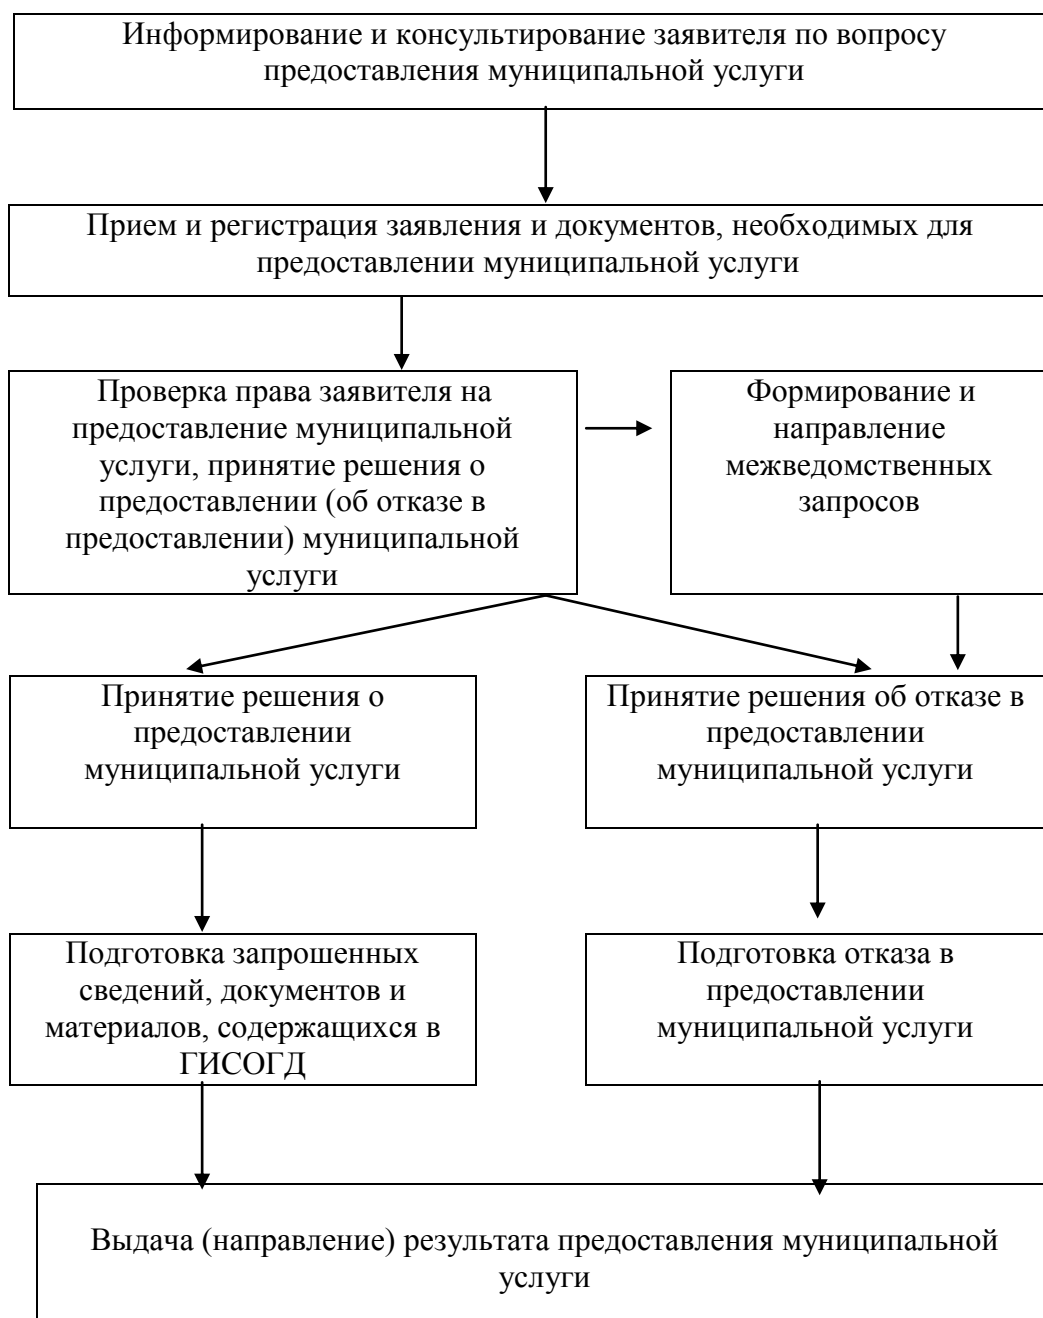 Информирование и консультирование заявителя по вопросу
предоставления муниципальной услуги
Прием и регистрация заявления и документов, необходимых для
предоставлении муниципальной услуги
Проверка права заявителя на
предоставление муниципальной
услуги, принятие решения о
предоставлении (об отказе в
предоставлении) муниципальной
услуги
Формирование и
направление
межведомственных
запросов
Принятие решения о
предоставлении
муниципальной услуги
Принятие решения об отказе в
предоставлении
муниципальной услуги
Подготовка запрошенных
сведений, документов и
материалов, содержащихся в
ГИСОГД
Подготовка отказа в
предоставлении
муниципальной услуги
Выдача (направление) результата предоставления муниципальной
услуги